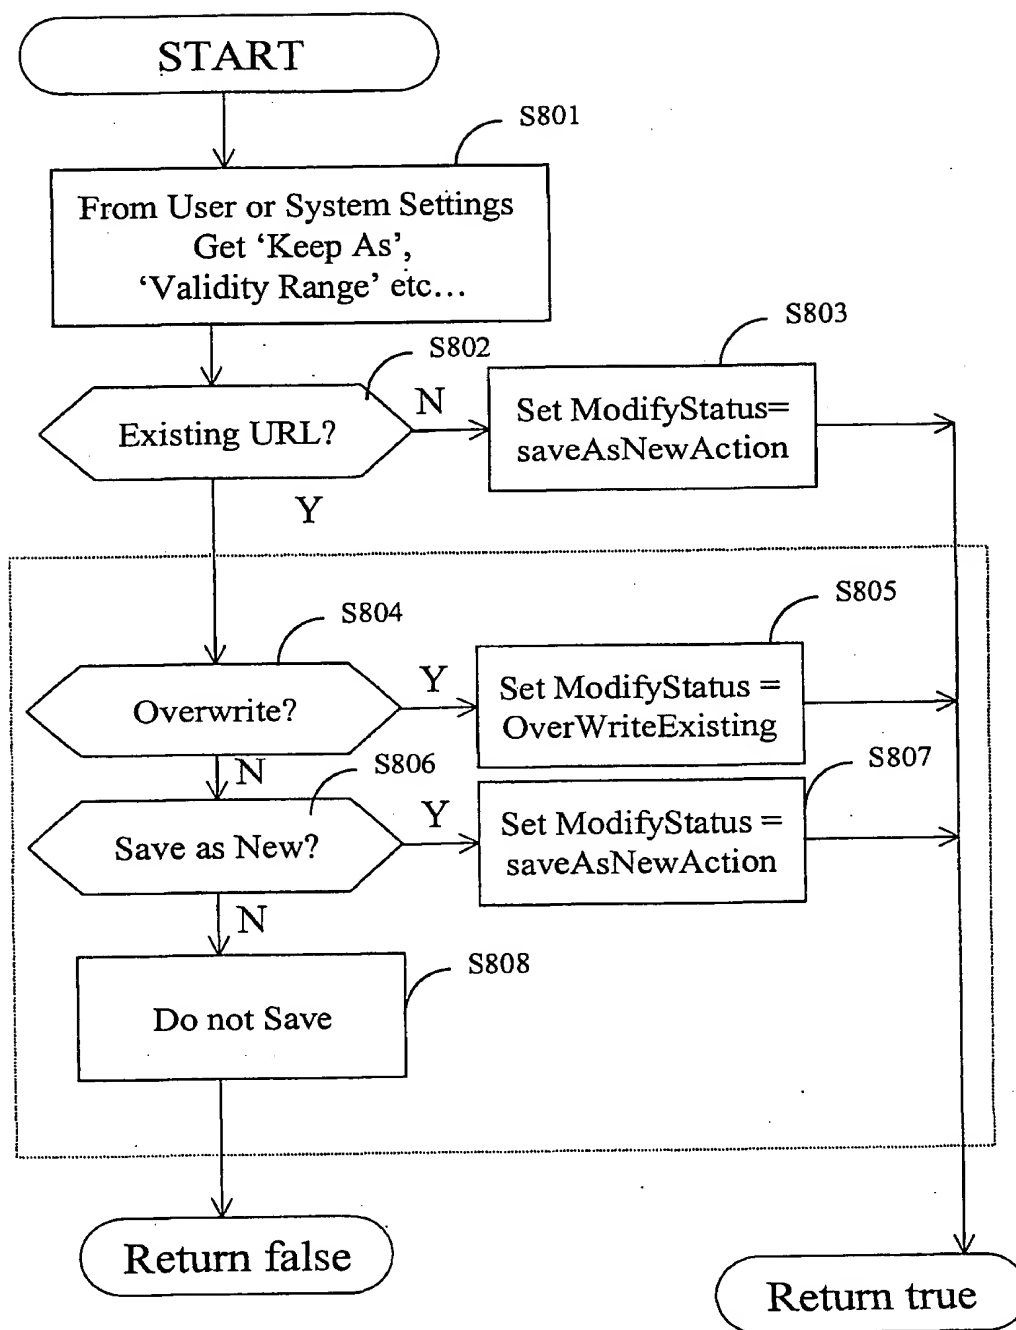 START
S801
From User or System Settings
Get ‘Keep As’,
‘Validity Range’ etc...
S802
S803
Existing URL?
N
Set ModifyStatus=
saveAsNewAction
Y
S804
S805
Overwrite?
Y
Set ModifyStatus =
OverWriteExisting
N
S806
S807
Save as New?
Y
Set ModifyStatus =
saveAsNewAction
N
S808
Do not Save
Return false
Return true